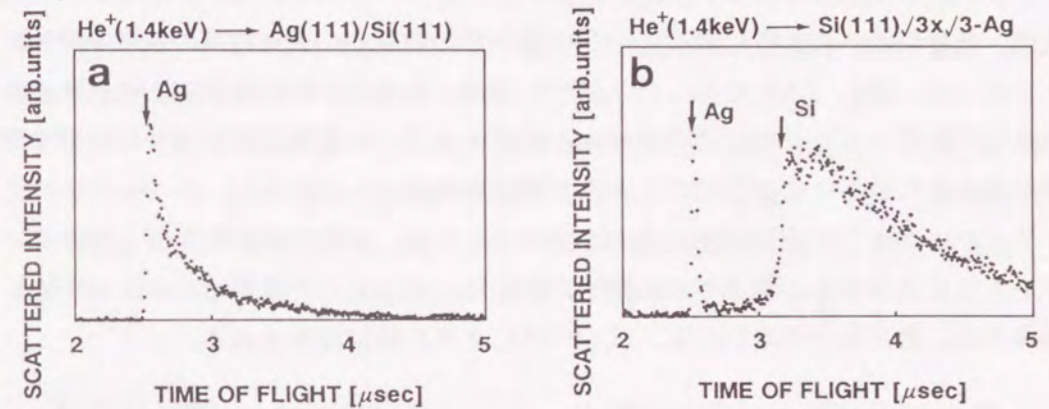 He+(1.4keV) → Ag(111)/Si(111)
a
Ag
SCATTERED INTENSITY [arb.units]
2 3 4 5
TIME OF FLIGHT [μsec]
He+(1.4keV) → Si(111)√3x√3-Ag
b
Ag
Si
SCATTERED INTENSITY [arb.units]
2 3 4 5
TIME OF FLIGHT [μsec]